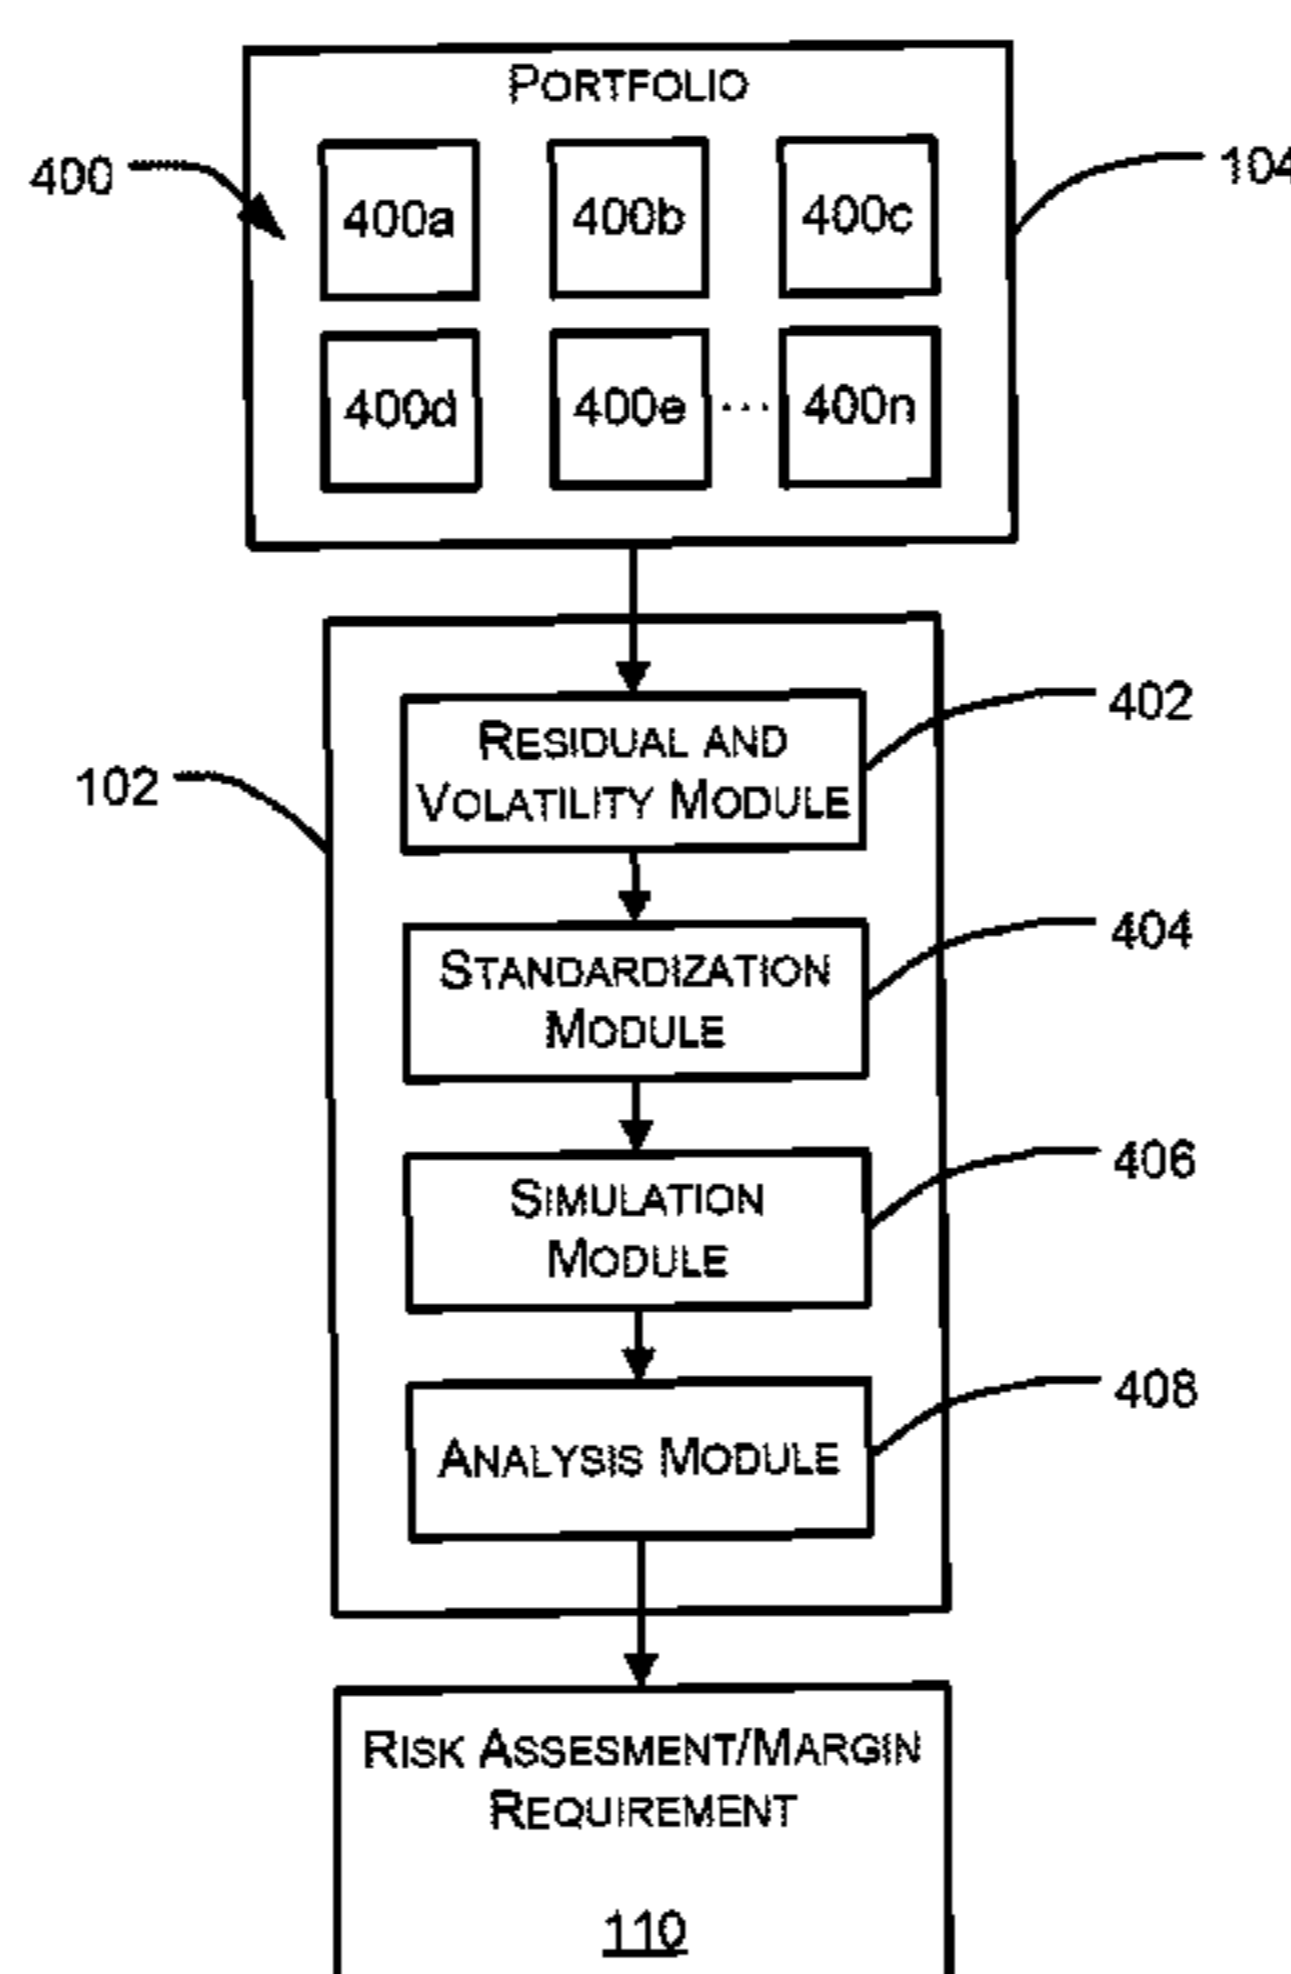 PORTFOLIO
400
104
400a 400b 400c
400d 400e ... 400n
402
RESIDUAL AND
VOLATILITY MODULE
102
404
STANDARDIZATION
MODULE
406
SIMULATION
MODULE
408
ANALYSIS MODULE
RISK ASSESMENT/MARGIN
REQUIREMENT
110